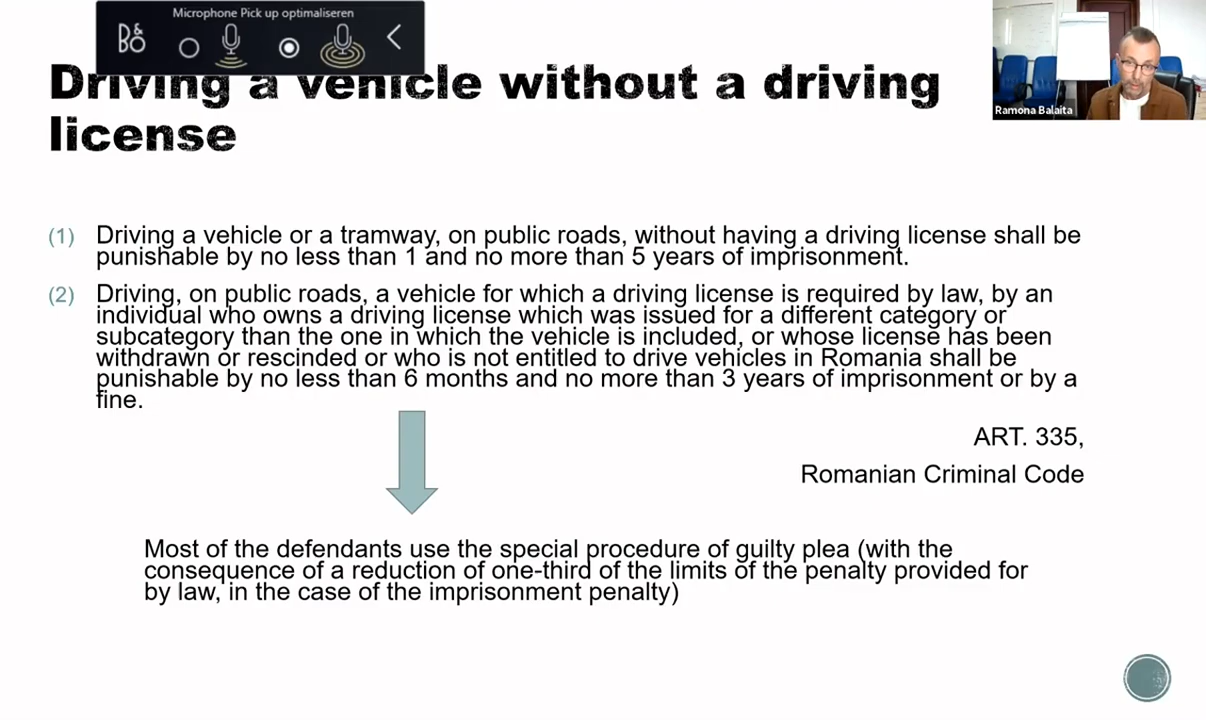 Microphone Pick up optimaliseren
B&O
Driving a vehicle without a driving
license
Ramona Balaita
(1) Driving a vehicle or a tramway, on public roads, without having a driving license shall be
punishable by no less than 1 and no more than 5 years of imprisonment.
(2) Driving, on public roads, a vehicle for which a driving license is required by law, by an
individual who owns a driving license which was issued for a different category or
subcategory than the one in which the vehicle is included, or whose license has been
withdrawn or rescinded or who is not entitled to drive vehicles in Romania shall be
punishable by no less than 6 months and no more than 3 years of imprisonment or by a
fine.
ART. 335,
Romanian Criminal Code
Most of the defendants use the special procedure of guilty plea (with the
consequence of a reduction of one-third of the limits of the penalty provided for
by law, in the case of the imprisonment penalty)